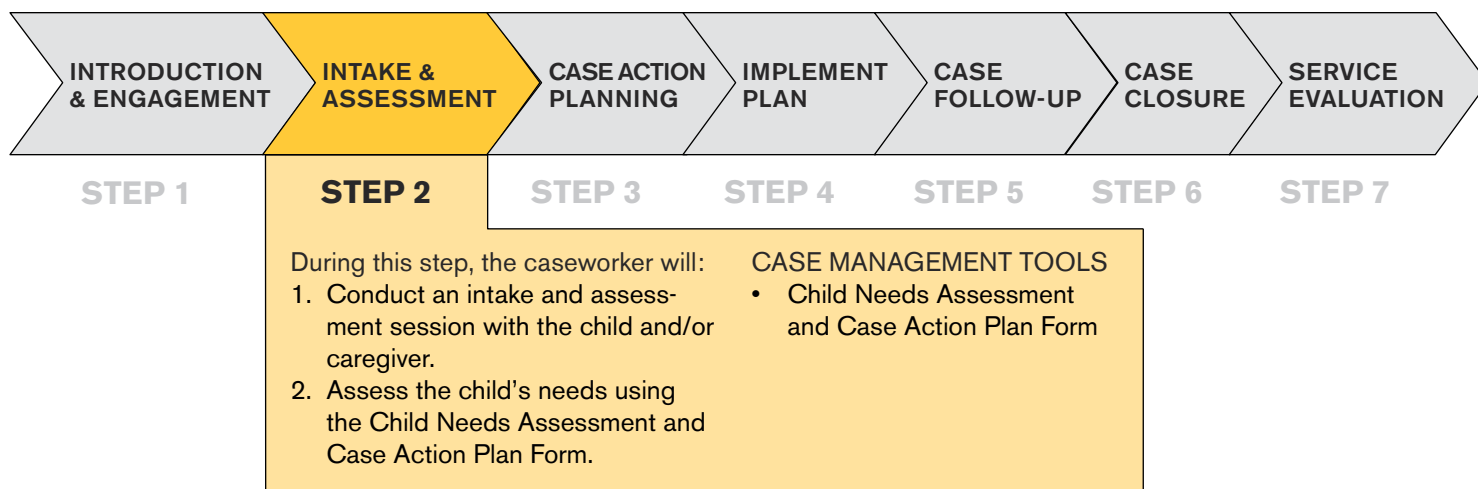 INTRODUCTION
& ENGAGEMENT
INTAKE &
ASSESSMENT
CASE ACTION
PLANNING
IMPLEMENT
PLAN
CASE
FOLLOW-UP
CASE
CLOSURE
SERVICE
EVALUATION
STEP 1
STEP 2
STEP 3
STEP 4
STEP 5
STEP 6
STEP 7
During this step, the caseworker will:
1. Conduct an intake and assess-
ment session with the child and/or
caregiver.
2. Assess the child’s needs using
the Child Needs Assessment and
Case Action Plan Form.
CASE MANAGEMENT TOOLS
• Child Needs Assessment
and Case Action Plan Form